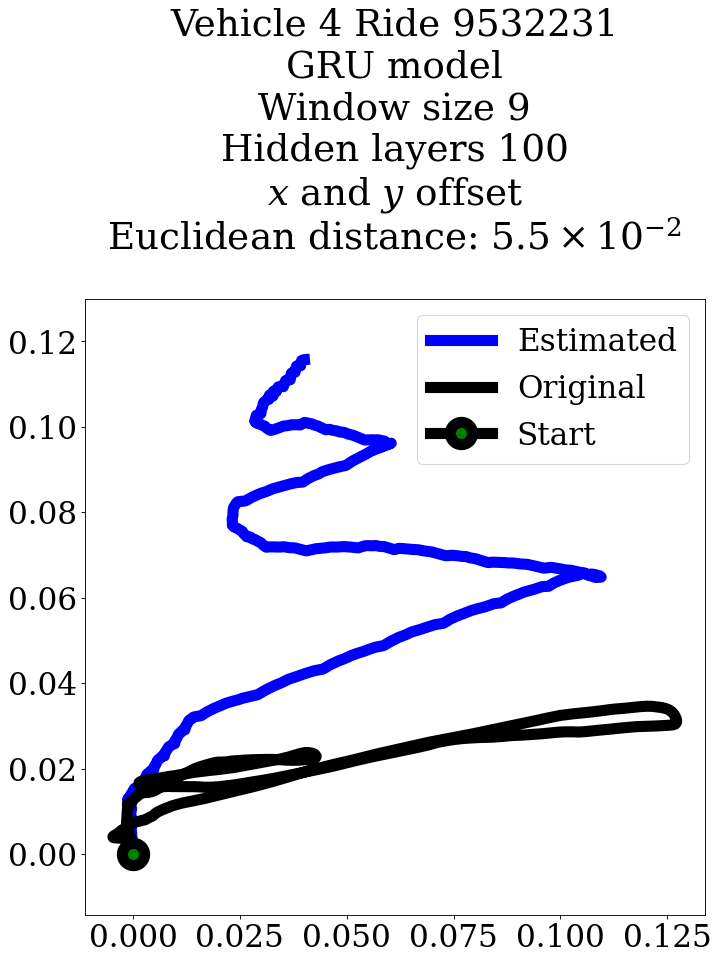 Vehicle 4 Ride 9532231
GRU model
Window size 9
Hidden layers 100
x and y offset
Euclidean distance: 5.5 × 10⁻²
Estimated
Original
Start
0.12
0.10
0.08
0.06
0.04
0.02
0.00
0.000 0.025 0.050 0.075 0.100 0.125